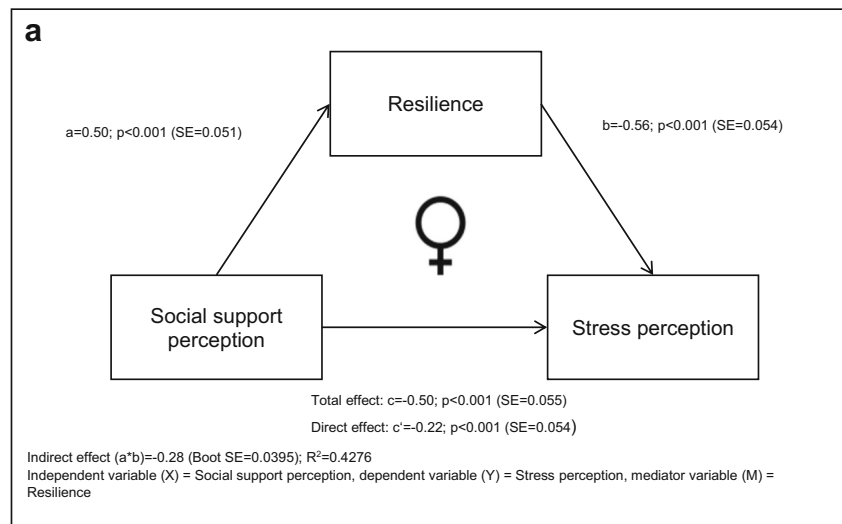 a
Resilience
a=0.50; p<0.001 (SE=0.051)
b=-0.56; p<0.001 (SE=0.054)
Social support
perception
Stress perception
Total effect: c=-0.50; p<0.001 (SE=0.055)
Direct effect: c‘=-0.22; p<0.001 (SE=0.054)
Indirect effect (a*b)=-0.28 (Boot SE=0.0395); R²=0.4276
Independent variable (X) = Social support perception, dependent variable (Y) = Stress perception, mediator variable (M) =
Resilience